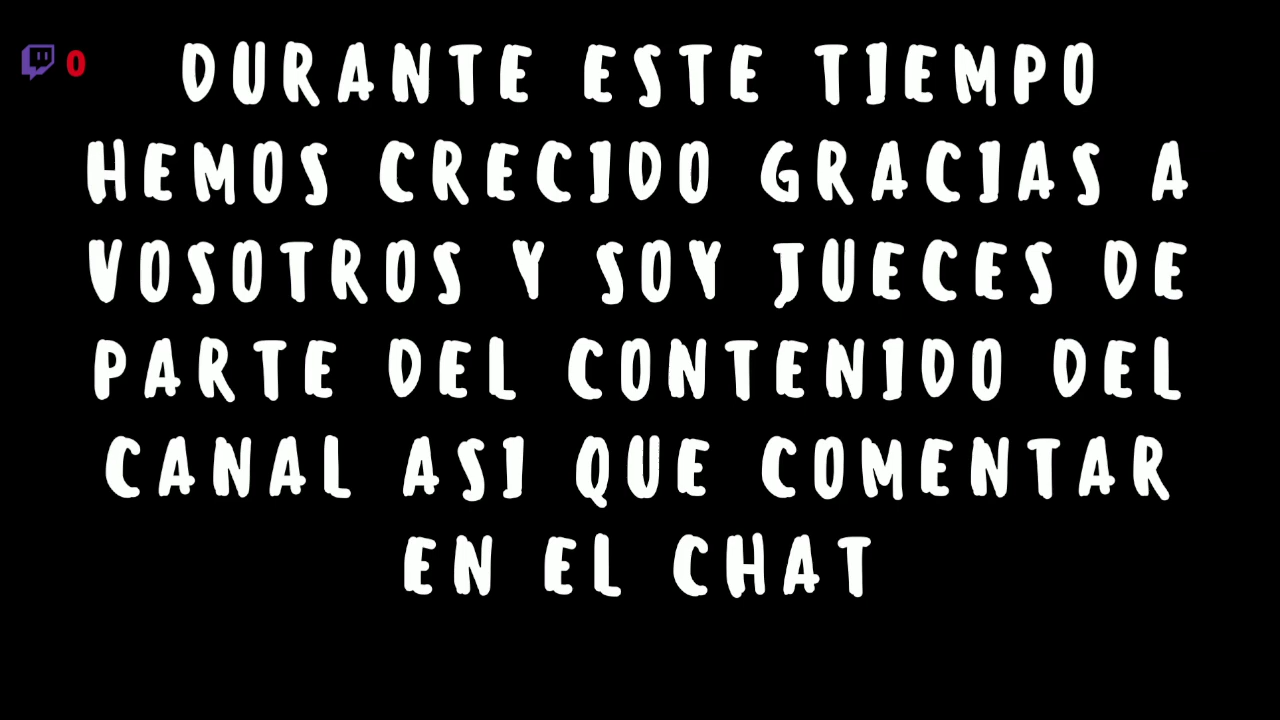 0
DURANTE ESTE TIEMPO
HEMOS CRECIDO GRACIAS A
VOSOTROS Y SOY JUECES DE
PARTE DEL CONTENIDO DEL
CANAL ASI QUE COMENTAR
EN EL CHAT